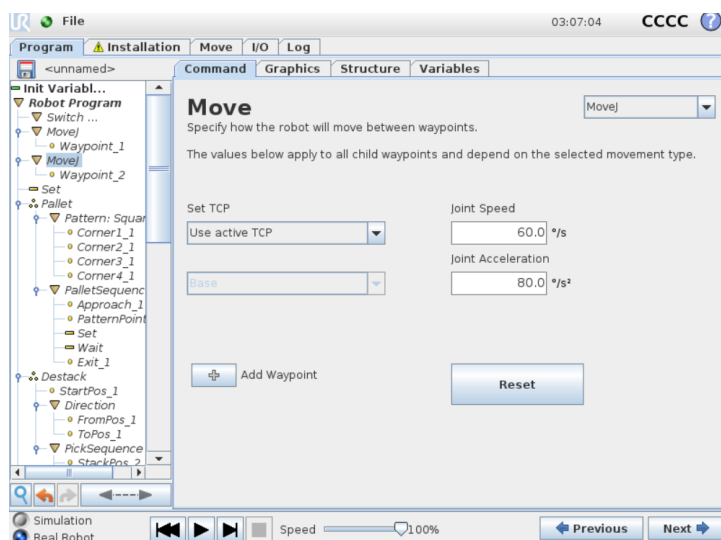 UR File 03:07:04 CCCC ?
Program Installation Move I/O Log
<unnamed> Command Graphics Structure Variables
Init Variabl...
Robot Program
Switch ...
MoveJ
Waypoint_1
MoveJ
Waypoint_2
Set
Pallet
Pattern: Squar
Corner1_1
Corner2_1
Corner3_1
Corner4_1
PalletSequenc
Approach_1
PatternPoint
Set
Wait
Exit_1
Destack
StartPos_1
Direction
FromPos_1
ToPos_1
PickSequence
StackPos_2
Move
MoveJ
Specify how the robot will move between waypoints.
The values below apply to all child waypoints and depend on the selected movement type.
Set TCP
Use active TCP
Base
Joint Speed
60.0 °/s
Joint Acceleration
80.0 °/s²
Add Waypoint
Reset
Simulation
Real Robot
Speed 100%
Previous Next